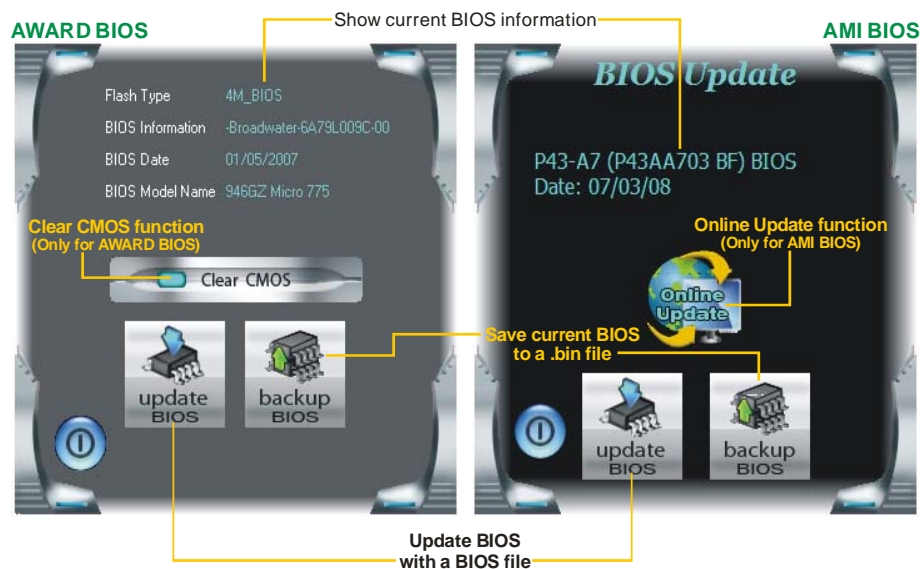 Show current BIOS information
AWARD BIOS
AMI BIOS
Flash Type 4M_BIOS
BIOS Information -Broadwater-6A79L009C-00
BIOS Date 01/05/2007
BIOS Model Name 946GZ Micro 775
Clear CMOS function
(Only for AWARD BIOS)
Clear CMOS
update
BIOS
backup
BIOS
BIOS Update
P43-A7 (P43AA703 BF) BIOS
Date: 07/03/08
Online Update function
(Only for AMI BIOS)
Online
Update
Save current BIOS
to a .bin file
update
BIOS
backup
BIOS
Update BIOS
with a BIOS file